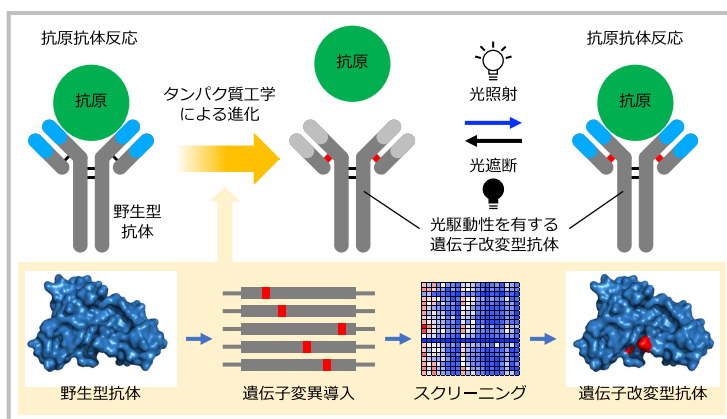 抗原抗体反応
抗原
野生型
抗体
タンパク質工学
による進化
抗原
光照射
光遮断
抗原抗体反応
抗原
光駆動性を有する
遺伝子改変型抗体
野生型抗体
遺伝子変異導入
スクリーニング
遺伝子改変型抗体